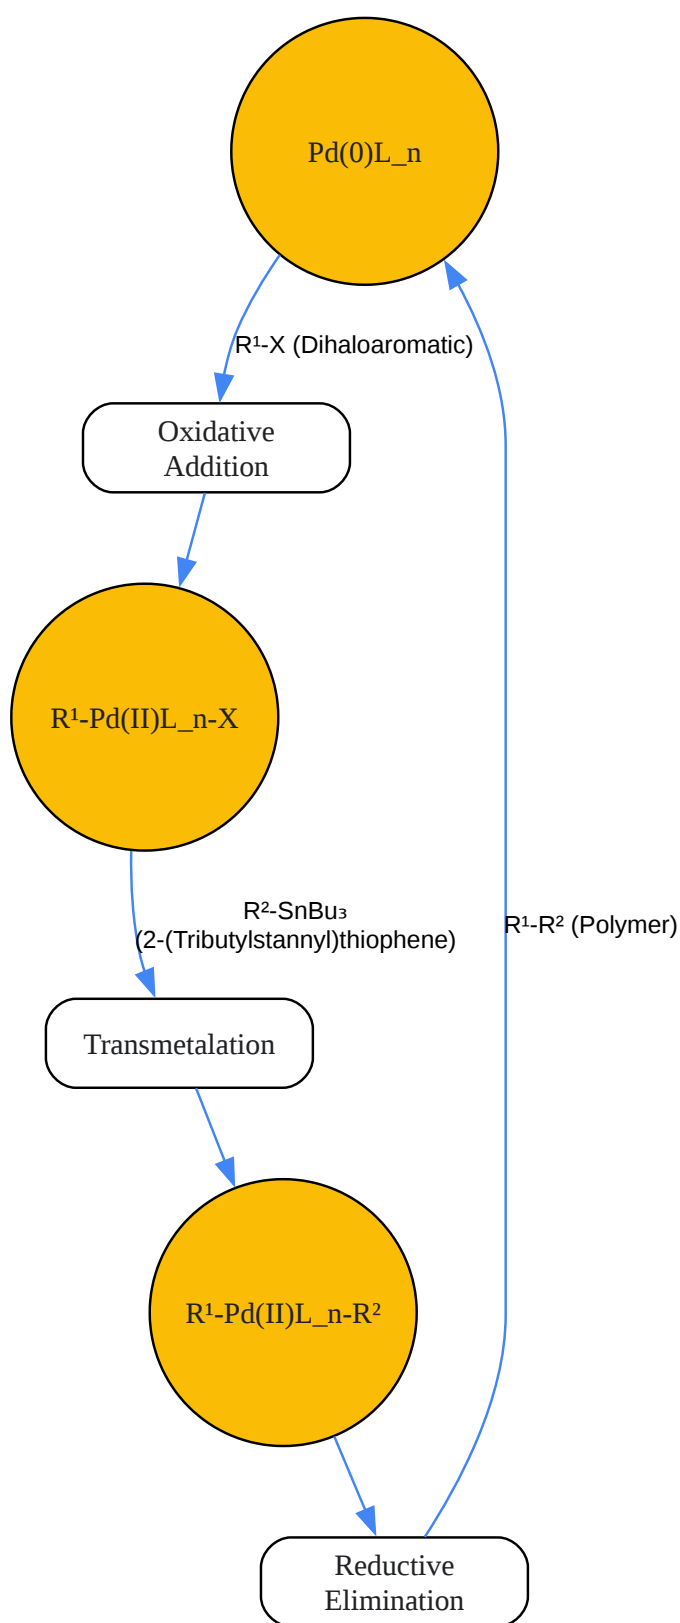 Pd(0)L_n
R¹-X (Dihaloaromatic)
Oxidative
Addition
R¹-Pd(II)L_n-X
R²-SnBu₃
(2-(Tributylstannyl)thiophene)
R¹-R² (Polymer)
Transmetalation
R¹-Pd(II)L_n-R²
Reductive
Elimination